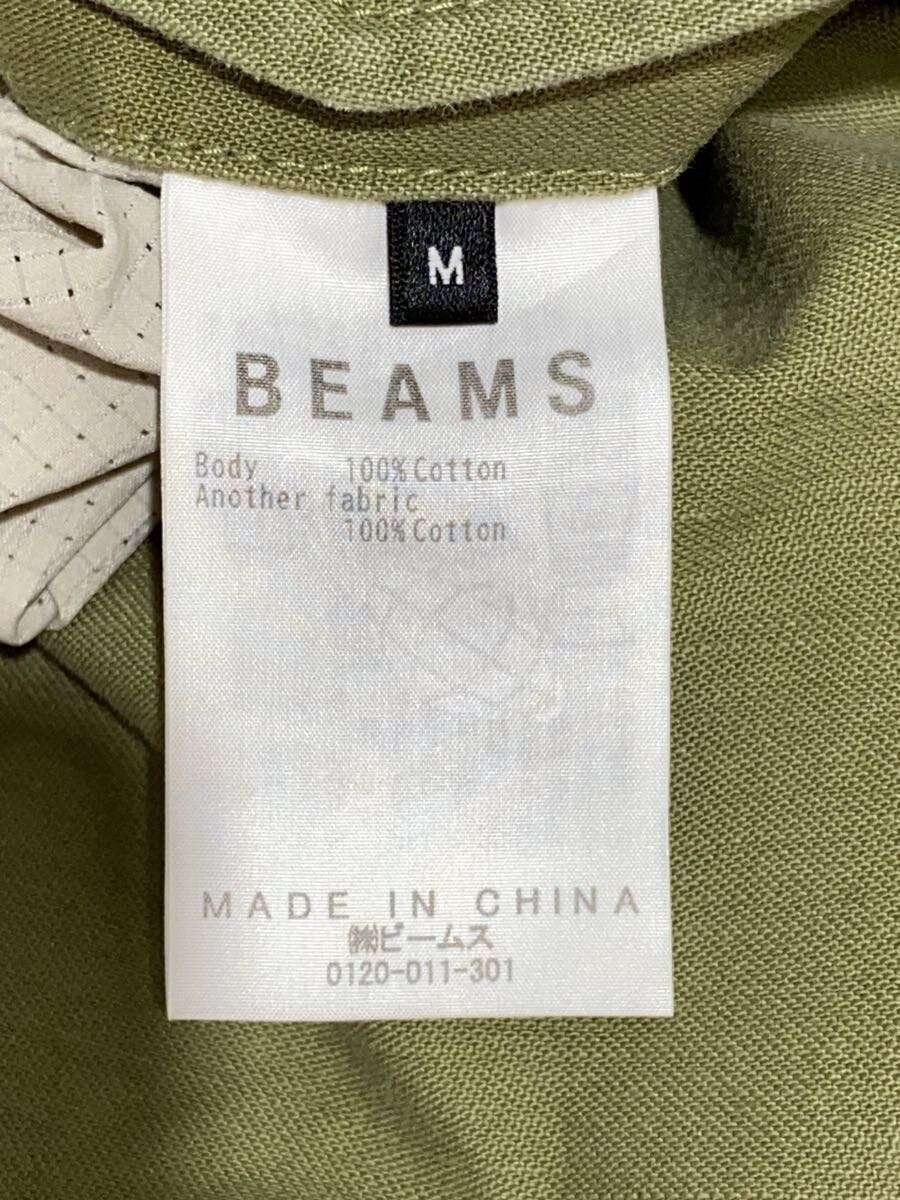 M
BEAMS
Body 100%Cotton
Another fabric
100%Cotton
MADE IN CHINA
㈱ビームス
0120-011-301